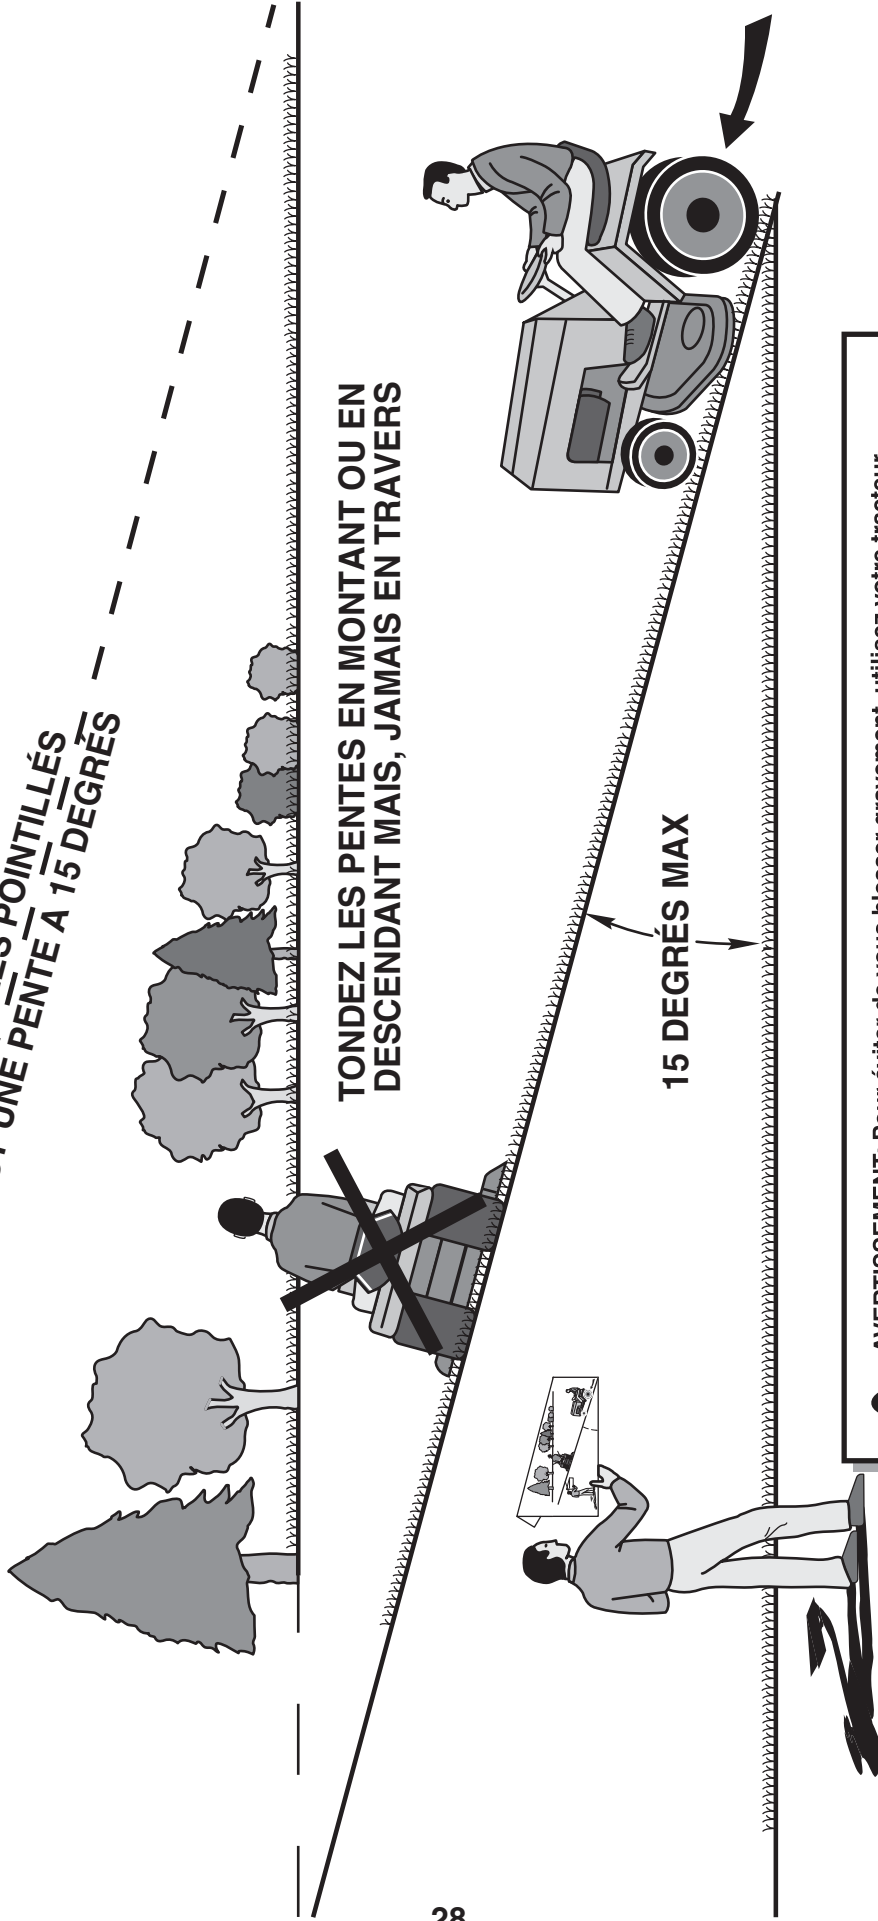 POINTILLÉS
UNE PENTE A 15 DEGRÉS
TONDEZ LES PENTES EN MONTANT OU EN
DESCENDANT MAIS, JAMAIS EN TRAVERS
15 DEGRÉS MAX
AVERTISSEMENT: Pour éviter de vous blesser gravement, utilisez votre tracteur
28